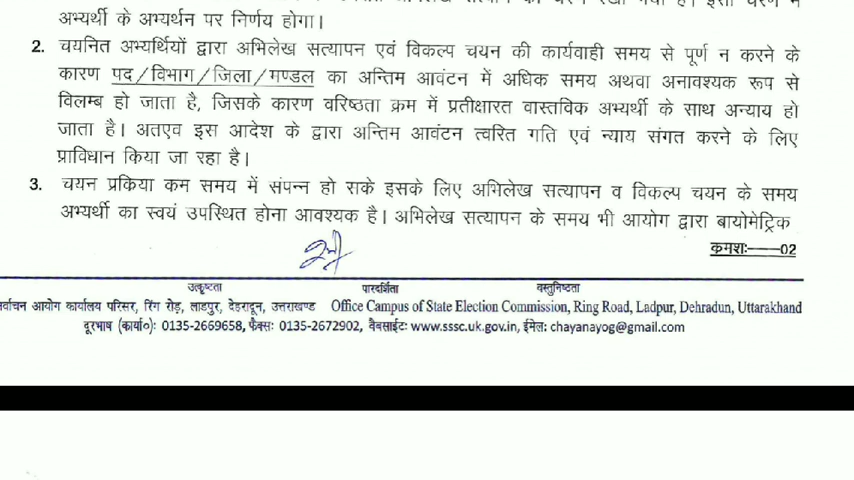 अभ्यर्थी के अभ्यर्थन पर निर्णय होगा।
2. चयनित अभ्यर्थियों द्वारा अभिलेख सत्यापन एवं विकल्प चयन की कार्यवाही समय से पूर्ण न करने के
कारण पद/विभाग/जिला/मण्डल का अन्तिम आवंटन में अधिक समय अथवा अनावश्यक रूप से
विलम्ब हो जाता है, जिसके कारण वरिष्ठता क्रम में प्रतीक्षारत वास्तविक अभ्यर्थी के साथ अन्याय हो
जाता है। अतएव इस आदेश के द्वारा अन्तिम आवंटन त्वरित गति एवं न्याय संगत करने के लिए
प्राविधान किया जा रहा है।
3. चयन प्रकिया कम समय में संपन्न हो सके इसके लिए अभिलेख सत्यापन व विकल्प चयन के समय
अभ्यर्थी का स्वयं उपस्थित होना आवश्यक है। अभिलेख सत्यापन के समय भी आयोग द्वारा बायोमेट्रिक
कमशः——02
उत्कृष्टता पारदर्शिता वस्तुनिष्ठता
आयोग कार्यालय परिसर, रिंग रोड़, लाडपुर, देहरादून, उत्तराखण्ड Office Campus of State Election Commission, Ring Road, Ladpur, Dehradun, Uttarakhand
दूरभाष (कार्या०): 0135-2669658, फैक्सः 0135-2672902, वैबसाईटः www.sssc.uk.gov.in, ईमेल: chayanayog@gmail.com